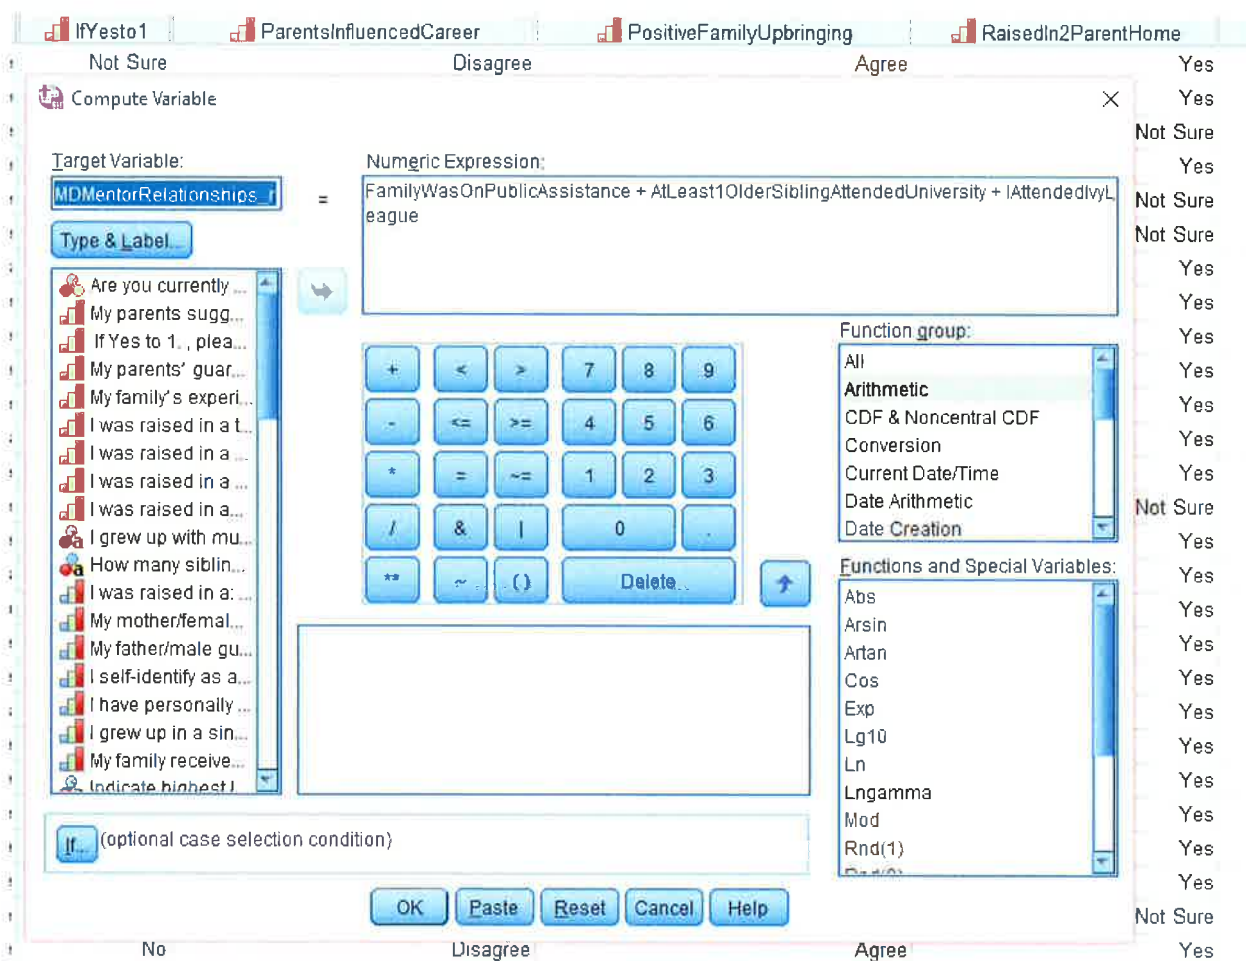 IfYesto1 ParentsInfluencedCareer PositiveFamilyUpbringing RaisedIn2ParentHome
Not Sure Disagree Agree Yes
Compute Variable
Yes
Not Sure
Target Variable: Numeric Expression:
Yes
MDMentorRelationships_r = FamilyWasOnPublicAssistance + AtLeast1OlderSiblingAttendedUniversity + IAttendedIvyL
eague
Not Sure
Type & Label...
Not Sure
Are you currently ...
My parents sugg...
If Yes to 1. , plea...
My parents' guar...
My family's experi...
I was raised in a t...
I was raised in a ...
I was raised in a ...
I was raised in a...
I grew up with mu...
How many siblin...
I was raised in a: ...
My mother/femal...
My father/male gu...
I self-identify as a...
I have personally ...
I grew up in a sin...
My family receive...
Indicate highest l
+ < > 7 8 9
- <= >= 4 5 6
* = ~= 1 2 3
/ & | 0 .
** ~ ( ) Delete
Function group:
All
Arithmetic
CDF & Noncentral CDF
Conversion
Current Date/Time
Date Arithmetic
Date Creation
Functions and Special Variables:
Abs
Arsin
Artan
Cos
Exp
Lg10
Ln
Lngamma
Mod
Rnd(1)
If... (optional case selection condition)
OK Paste Reset Cancel Help
Yes
Yes
Yes
Yes
Yes
Yes
Yes
Not Sure
Yes
Yes
Yes
Yes
Yes
Yes
Yes
Yes
Yes
Yes
Yes
Not Sure
No Disagree Agree Yes